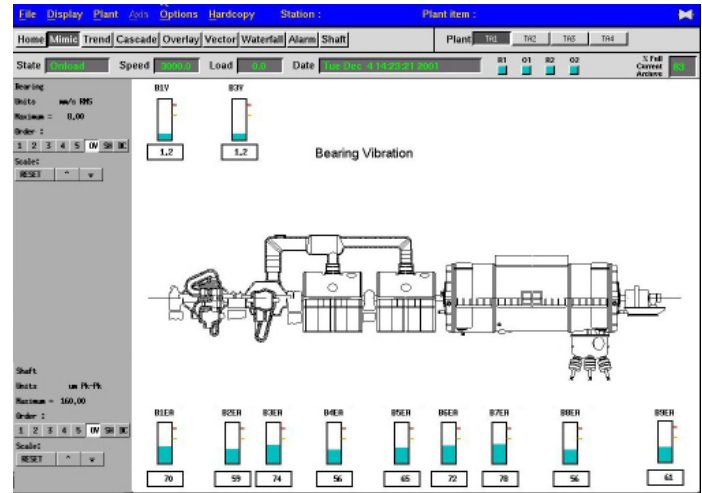 File Display Plant Axis Options Hardcopy Station : Plant item :
Home Mimic Trend Cascade Overlay Vector Waterfall Alarm Shaft Plant TA1 TA2 TA3 TA4
State Onload Speed 3000.0 Load 0.0 Date Tue Dec 4 14:23:21 2001 R1 O1 R2 O2 % Full Current Archive 83
Bearing
Units mm/s RMS
Maximum = 8.00
Order :
1 2 3 4 5 OV SH DC
Scale:
RESET ^ v
B1V B3V
1.2 1.2
Bearing Vibration
Shaft
Units um Pk-Pk
Maximum = 160.00
Order :
1 2 3 4 5 OV SH DC
Scale:
RESET ^ v
B1ER B2ER B3ER B4ER B5ER B6ER B7ER B8ER B9ER
70 59 74 56 65 72 78 56 61